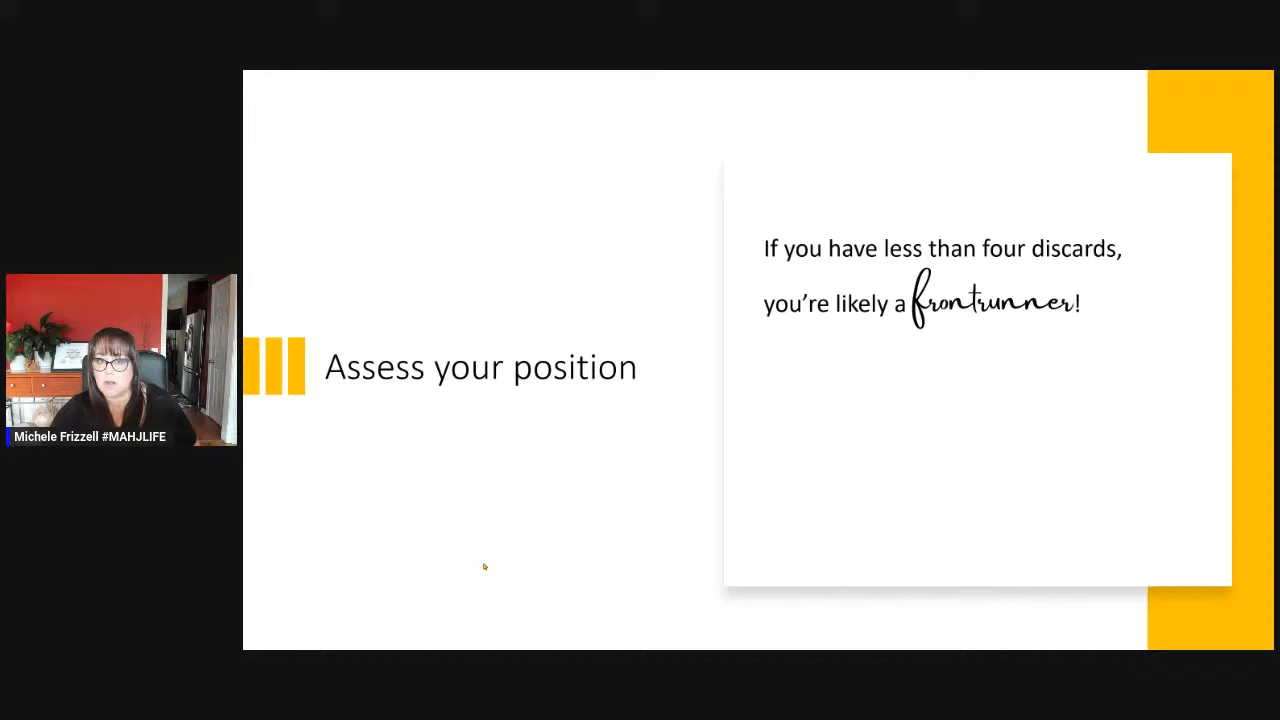 Assess your position
If you have less than four discards,
you're likely a frontrunner!
Michele Frizzell #MAHJLIFE